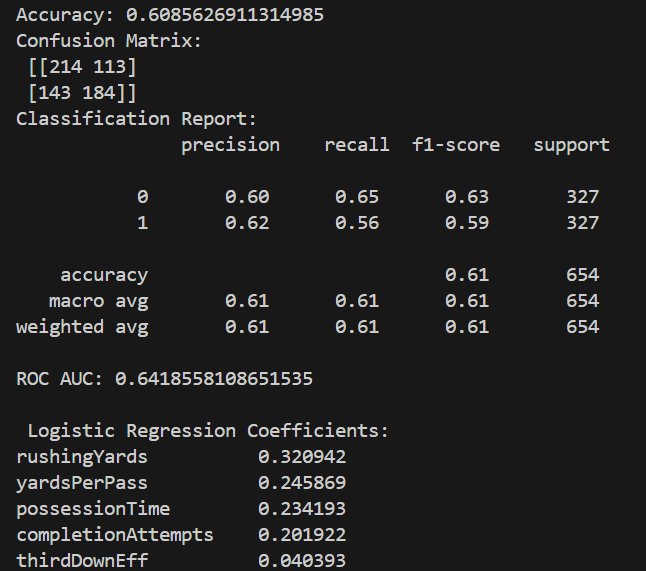 Accuracy: 0.6085626911314985
Confusion Matrix:
[[214 113]
[143 184]]
Classification Report:
precision recall f1-score support
0 0.60 0.65 0.63 327
1 0.62 0.56 0.59 327
accuracy 0.61 654
macro avg 0.61 0.61 0.61 654
weighted avg 0.61 0.61 0.61 654
ROC AUC: 0.6418558108651535
Logistic Regression Coefficients:
rushingYards 0.320942
yardsPerPass 0.245869
possessionTime 0.234193
completionAttempts 0.201922
thirdDownEff 0.040393